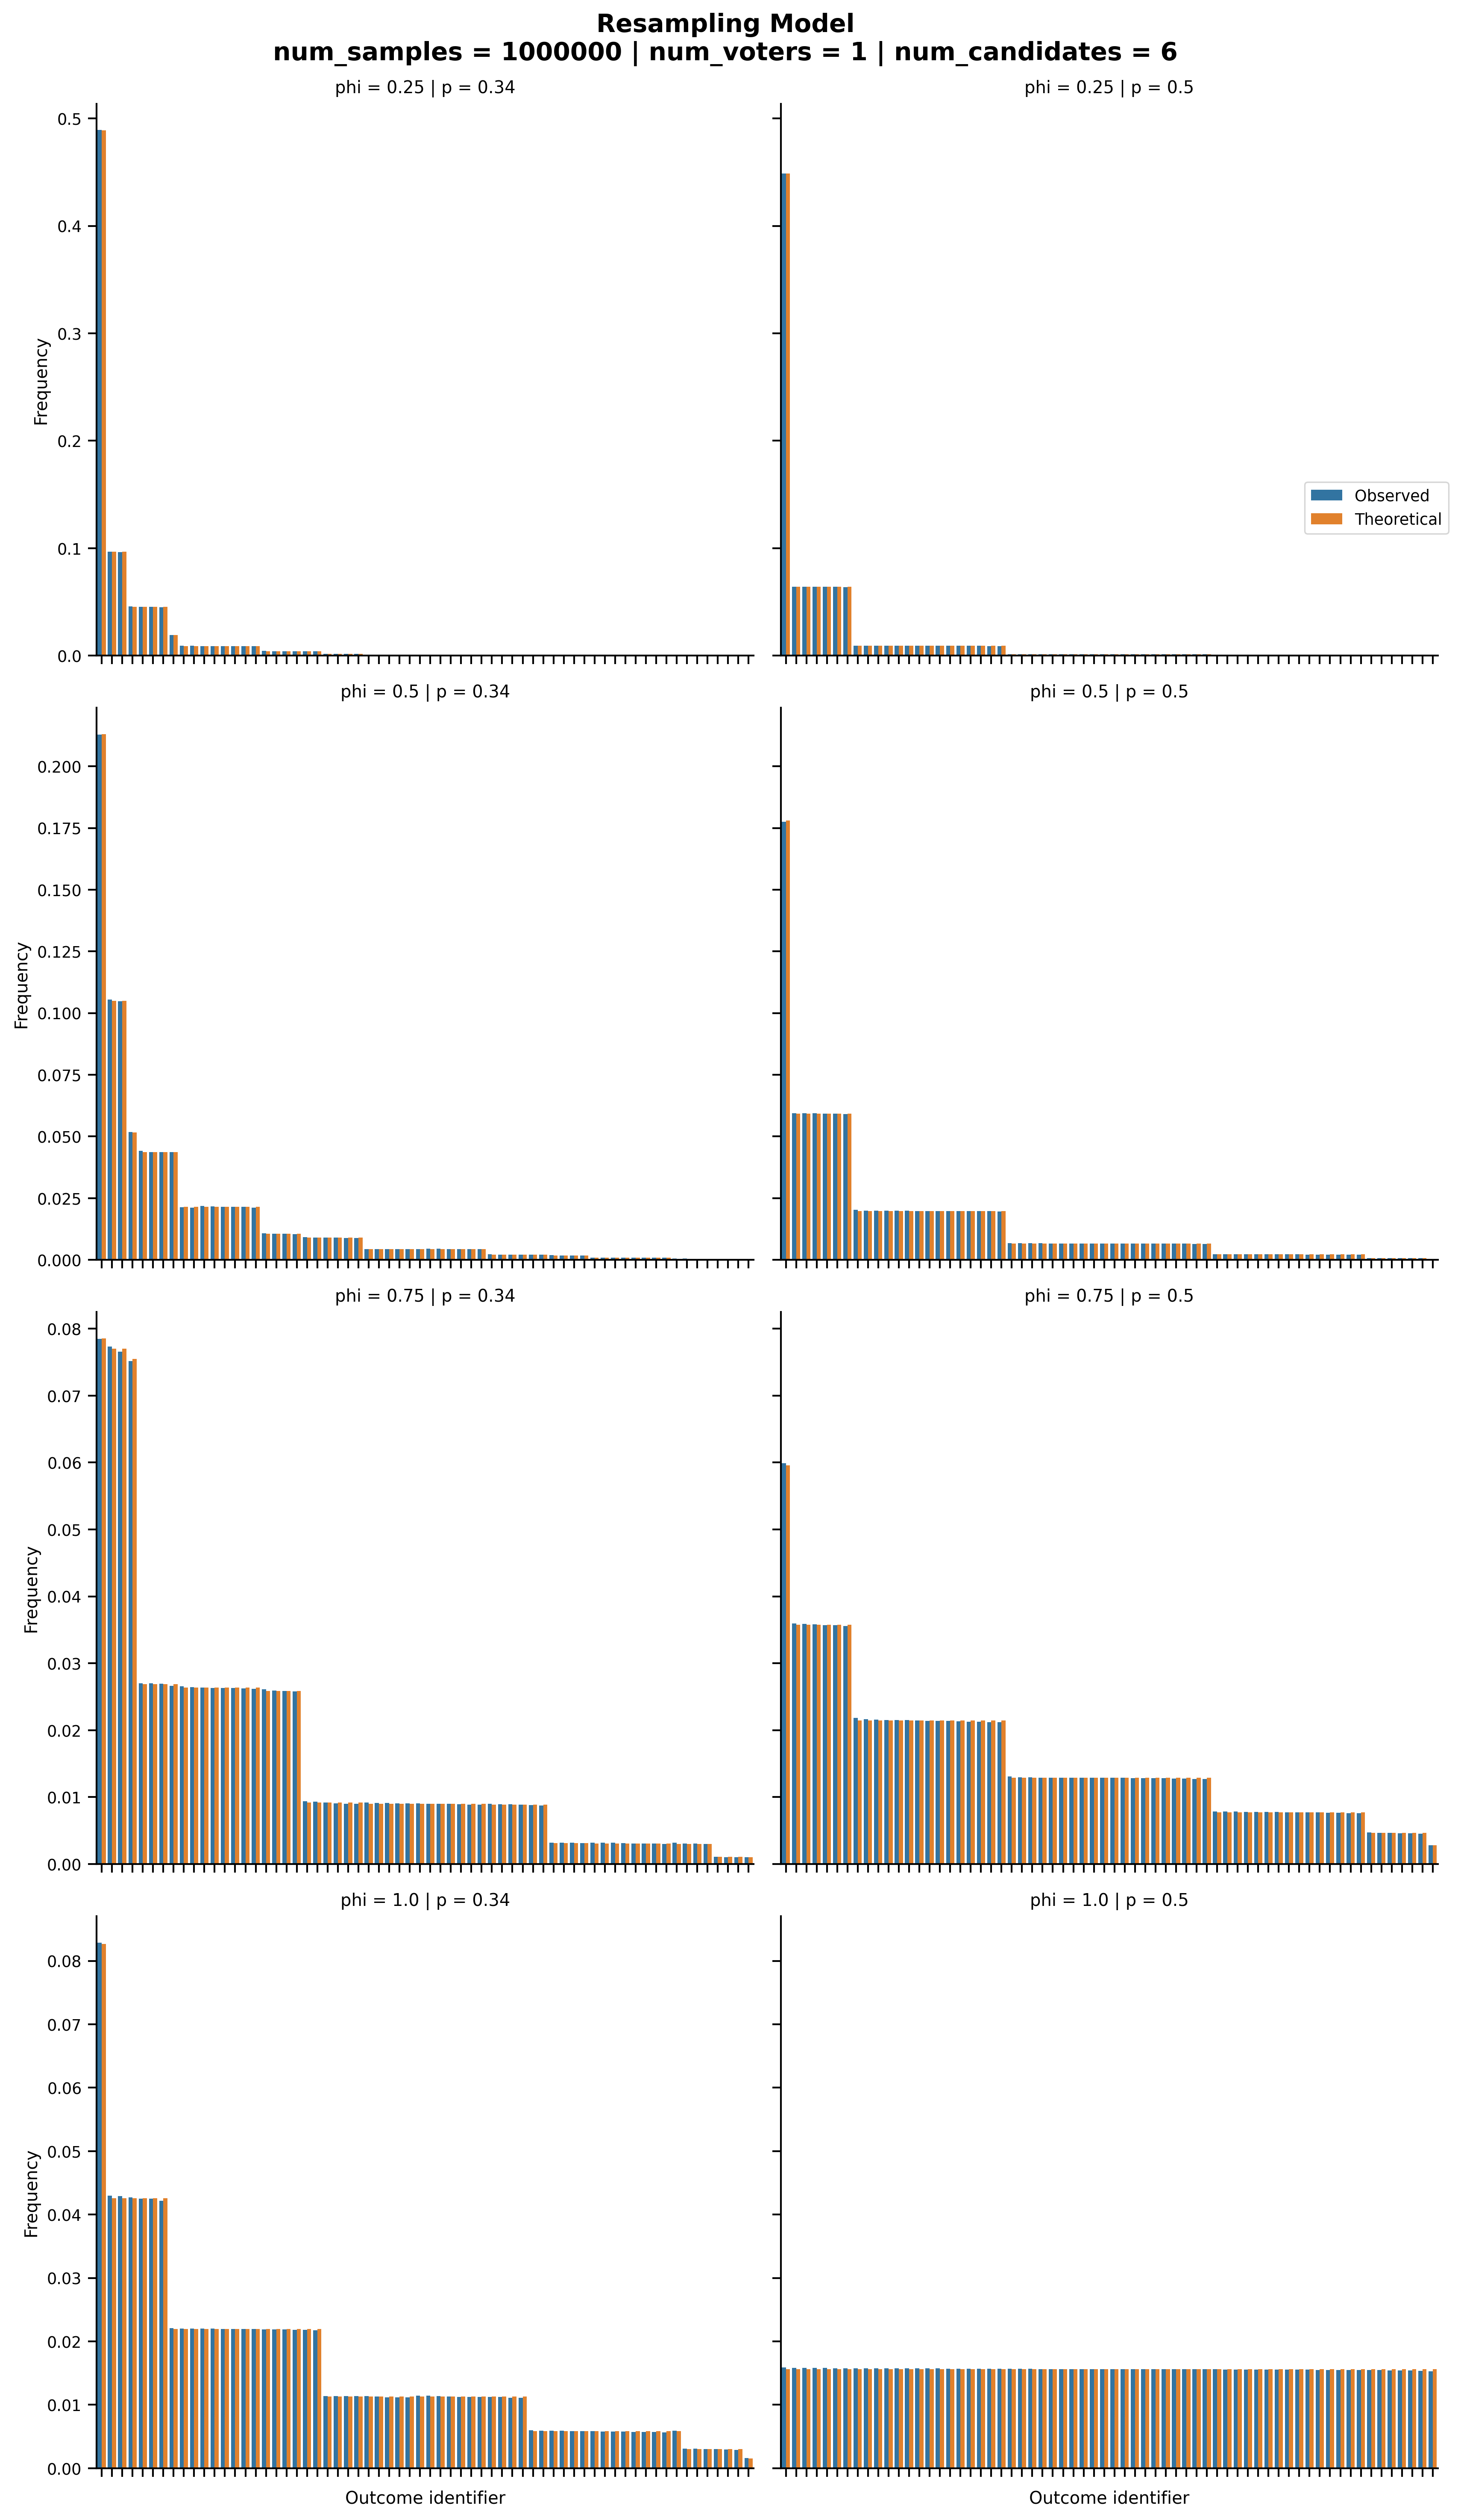 Resampling Model
num_samples = 1000000 | num_voters = 1 | num_candidates = 6
phi = 0.25 | p = 0.34
phi = 0.25 | p = 0.5
0.5
0.4
0.3
0.2
0.1
0.0
Frequency
Observed
Theoretical
phi = 0.5 | p = 0.34
phi = 0.5 | p = 0.5
0.200
0.175
0.150
0.125
0.100
0.075
0.050
0.025
0.000
Frequency
phi = 0.75 | p = 0.34
phi = 0.75 | p = 0.5
0.08
0.07
0.06
0.05
0.04
0.03
0.02
0.01
0.00
Frequency
phi = 1.0 | p = 0.34
phi = 1.0 | p = 0.5
0.08
0.07
0.06
0.05
0.04
0.03
0.02
0.01
0.00
Frequency
Outcome identifier
Outcome identifier